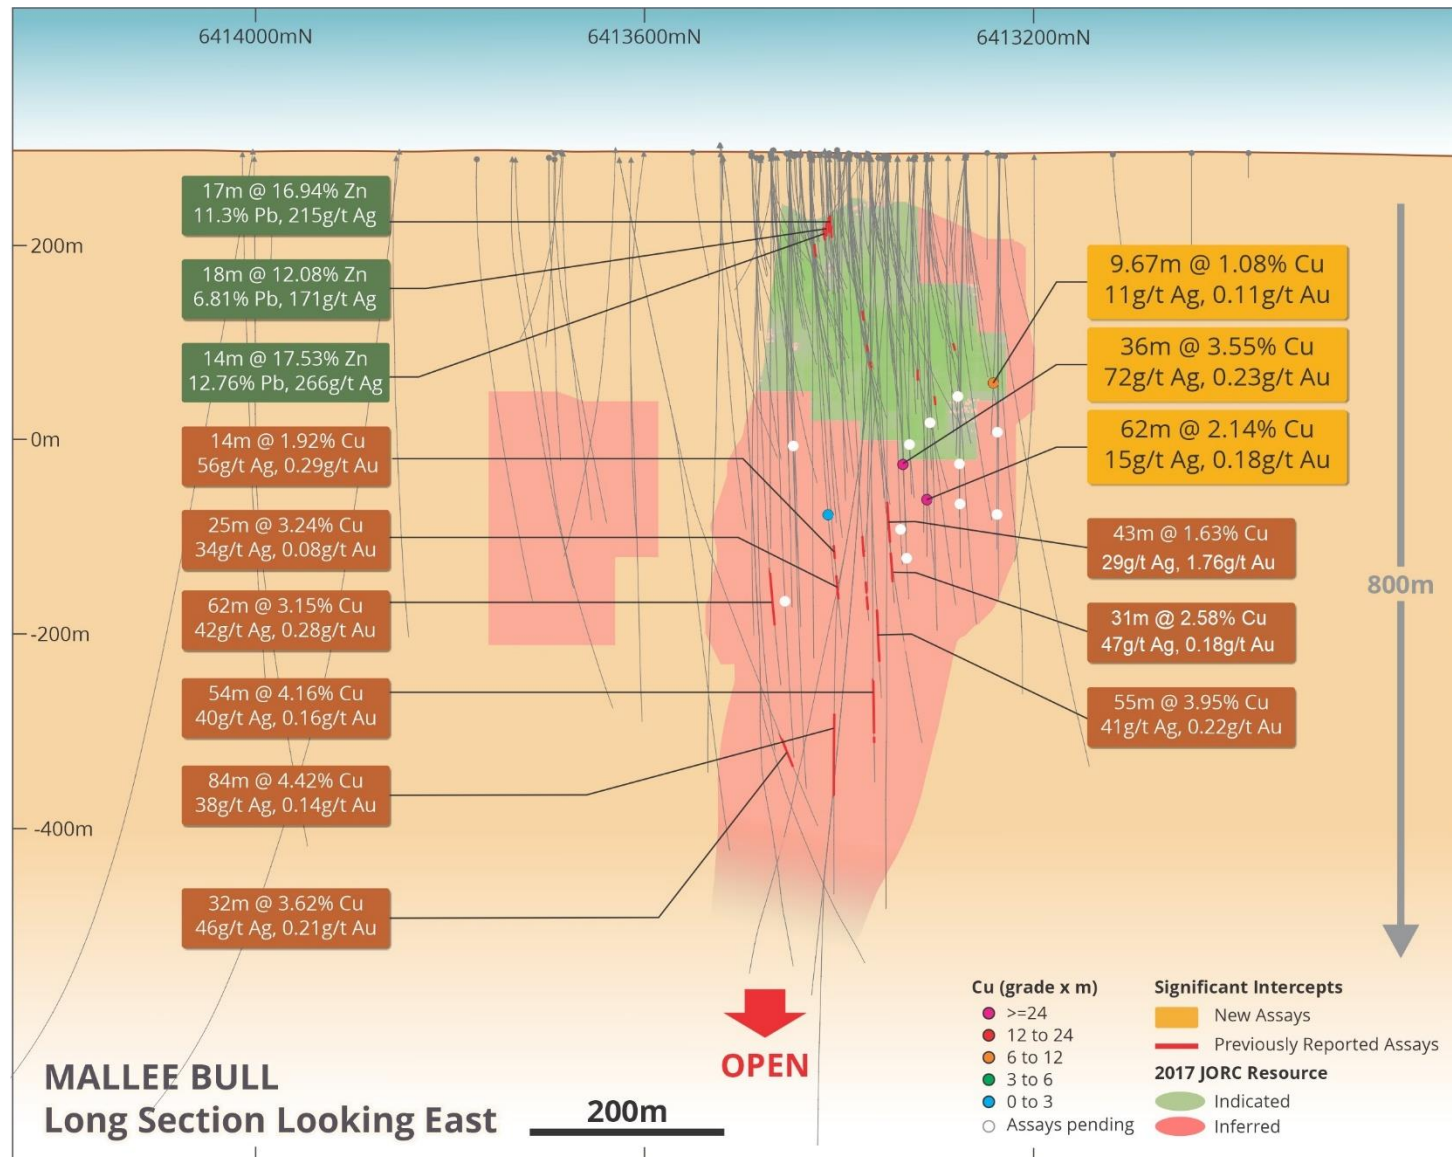 6414000mN
6413600mN
6413200mN
200m
0m
-200m
-400m
17m @ 16.94% Zn
11.3% Pb, 215g/t Ag
18m @ 12.08% Zn
6.81% Pb, 171g/t Ag
14m @ 17.53% Zn
12.76% Pb, 266g/t Ag
14m @ 1.92% Cu
56g/t Ag, 0.29g/t Au
25m @ 3.24% Cu
34g/t Ag, 0.08g/t Au
62m @ 3.15% Cu
42g/t Ag, 0.28g/t Au
54m @ 4.16% Cu
40g/t Ag, 0.16g/t Au
84m @ 4.42% Cu
38g/t Ag, 0.14g/t Au
32m @ 3.62% Cu
46g/t Ag, 0.21g/t Au
9.67m @ 1.08% Cu
11g/t Ag, 0.11g/t Au
36m @ 3.55% Cu
72g/t Ag, 0.23g/t Au
62m @ 2.14% Cu
15g/t Ag, 0.18g/t Au
43m @ 1.63% Cu
29g/t Ag, 1.76g/t Au
31m @ 2.58% Cu
47g/t Ag, 0.18g/t Au
55m @ 3.95% Cu
41g/t Ag, 0.22g/t Au
800m
OPEN
MALLEE BULL
Long Section Looking East
200m
Cu (grade x m)
>=24
12 to 24
6 to 12
3 to 6
0 to 3
Assays pending
Significant Intercepts
New Assays
Previously Reported Assays
2017 JORC Resource
Indicated
Inferred